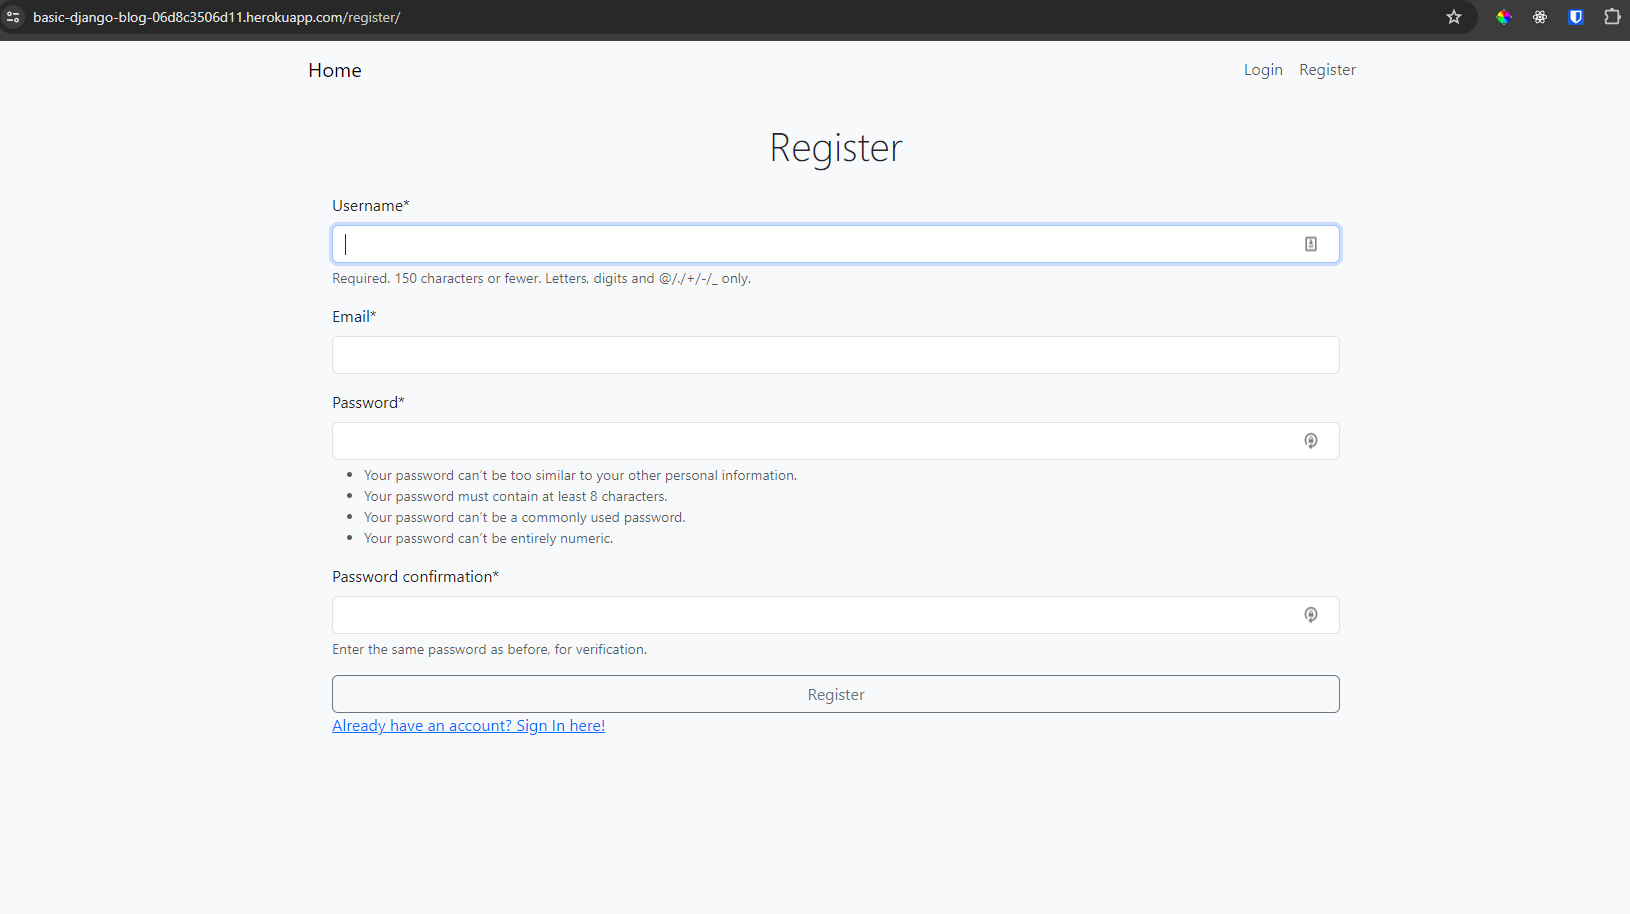 basic-django-blog-06d8c3506d11.herokuapp.com/register/
Home Login Register
Register
Username*
Required. 150 characters or fewer. Letters, digits and @/./+/-/_ only.
Email*
Password*
Your password can't be too similar to your other personal information.
Your password must contain at least 8 characters.
Your password can't be a commonly used password.
Your password can't be entirely numeric.
Password confirmation*
Enter the same password as before, for verification.
Register
Already have an account? Sign In here!